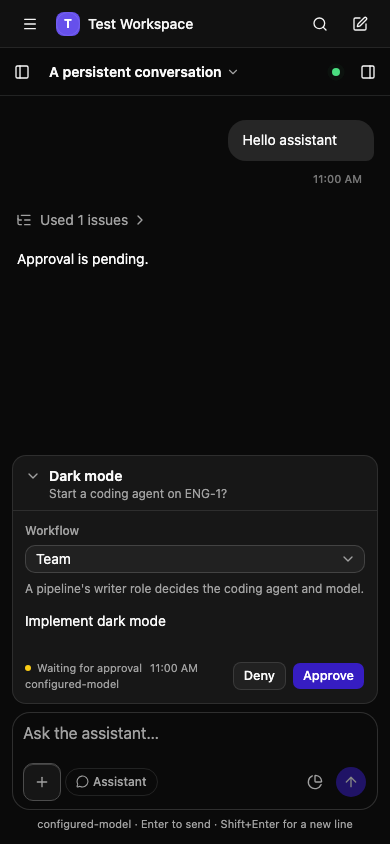 T Test Workspace
A persistent conversation
Hello assistant
11:00 AM
Used 1 issues
Approval is pending.
Dark mode
Start a coding agent on ENG-1?
Workflow
Team
A pipeline's writer role decides the coding agent and model.
Implement dark mode
Waiting for approval 11:00 AM
configured-model
Deny
Approve
Ask the assistant...
Assistant
configured-model · Enter to send · Shift+Enter for a new line